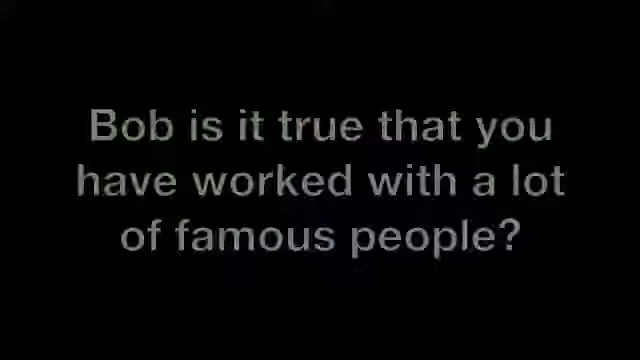 Bob is it true that you
have worked with a lot
of famous people?